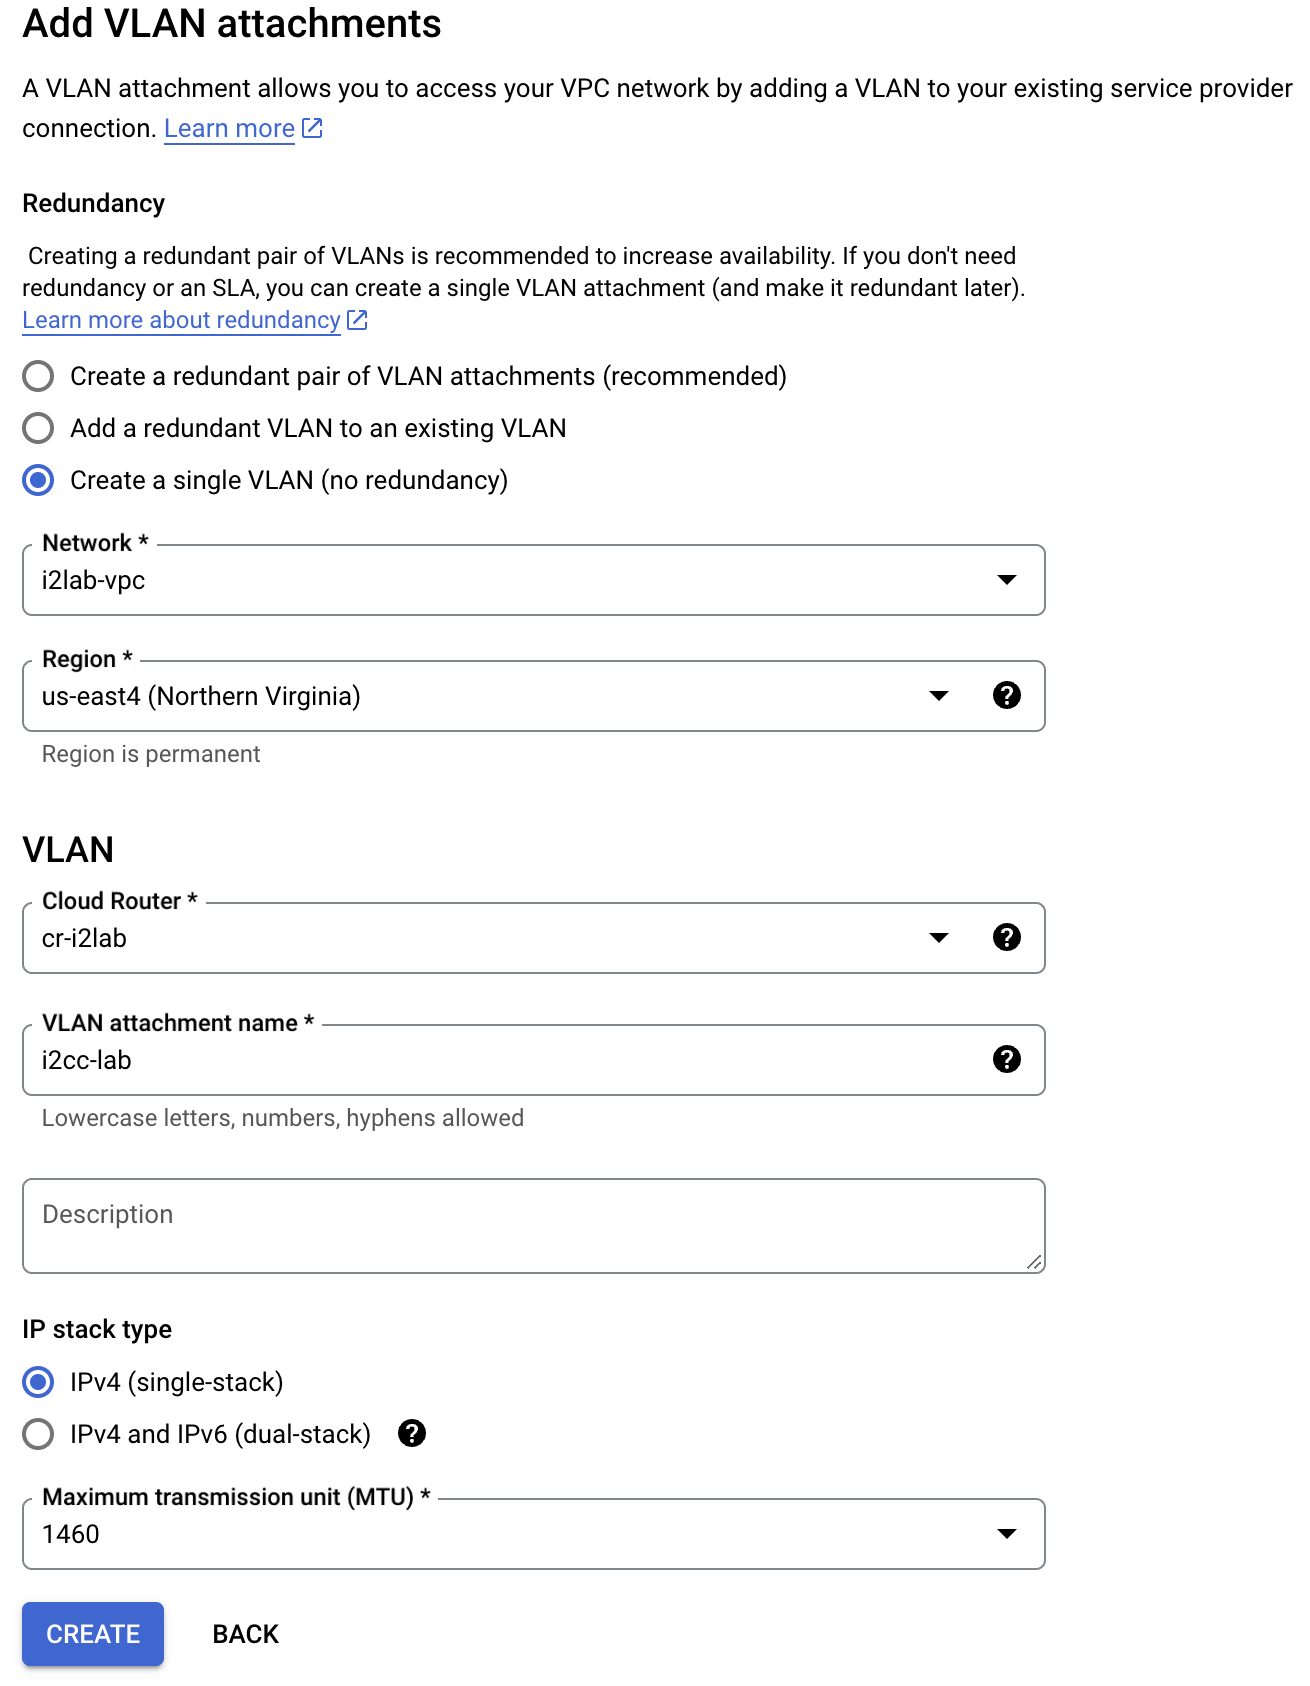 Add VLAN attachments
A VLAN attachment allows you to access your VPC network by adding a VLAN to your existing service provider
connection. Learn more
Redundancy
Creating a redundant pair of VLANs is recommended to increase availability. If you don't need
redundancy or an SLA, you can create a single VLAN attachment (and make it redundant later).
Learn more about redundancy
Create a redundant pair of VLAN attachments (recommended)
Add a redundant VLAN to an existing VLAN
Create a single VLAN (no redundancy)
Network *
i2lab-vpc
Region *
us-east4 (Northern Virginia)
Region is permanent
VLAN
Cloud Router *
cr-i2lab
VLAN attachment name *
i2cc-lab
Lowercase letters, numbers, hyphens allowed
Description
IP stack type
IPv4 (single-stack)
IPv4 and IPv6 (dual-stack)
Maximum transmission unit (MTU) *
1460
CREATE BACK